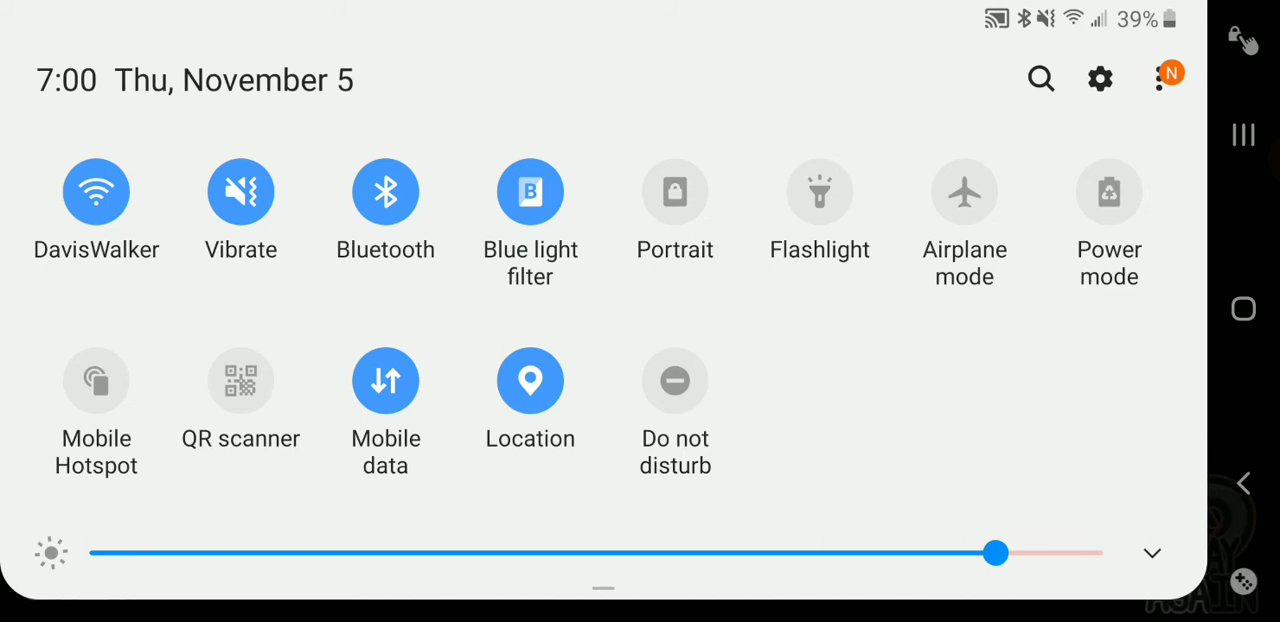 39%
7:00 Thu, November 5
N
DavisWalker
Vibrate
Bluetooth
B
Blue light
filter
Portrait
Flashlight
Airplane
mode
Power
mode
Mobile
Hotspot
QR scanner
Mobile
data
Location
Do not
disturb
AGAIN